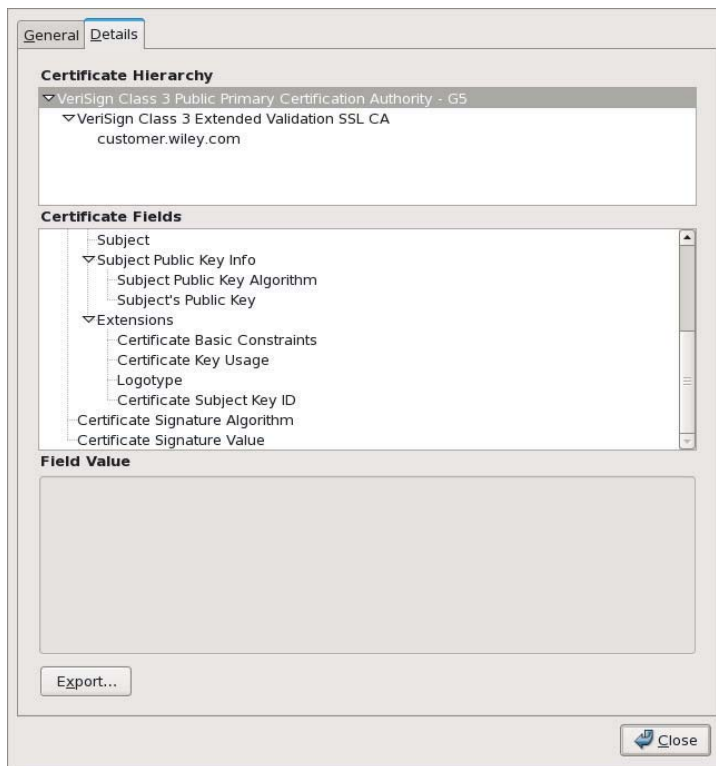 General Details
Certificate Hierarchy
VeriSign Class 3 Public Primary Certification Authority - G5
VeriSign Class 3 Extended Validation SSL CA
customer.wiley.com
Certificate Fields
Subject
Subject Public Key Info
Subject Public Key Algorithm
Subject's Public Key
Extensions
Certificate Basic Constraints
Certificate Key Usage
Logotype
Certificate Subject Key ID
Certificate Signature Algorithm
Certificate Signature Value
Field Value
Export...
Close